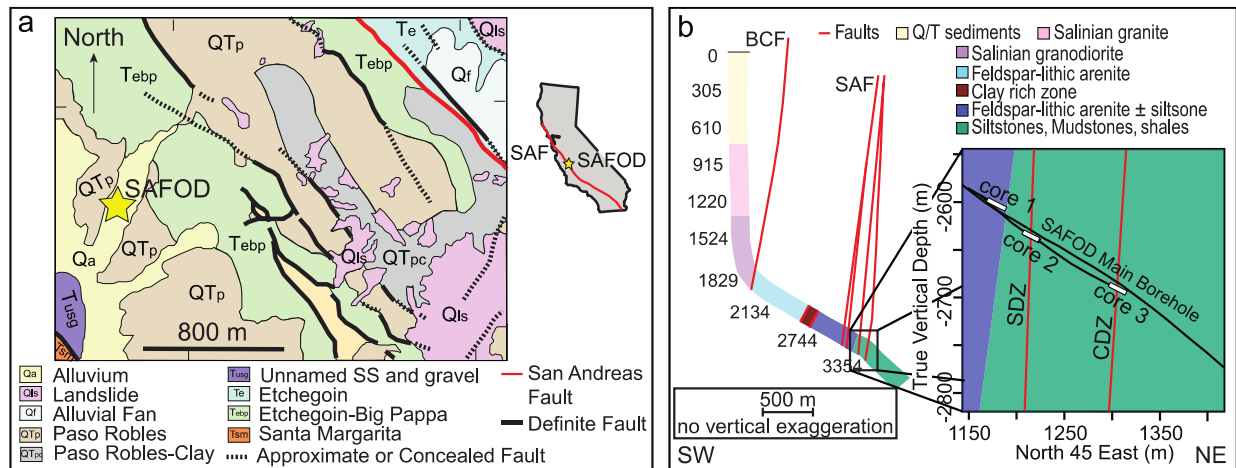 a
North
QTp
Te
Qls
Tebp
Tebp
Qf
QTp
SAFOD
Qa
QTp
Tebp
Qls
QTpc
QTp
Qls
Tusg
Tsm
800 m
SAF
SAFOD
Qa Alluvium
Qls Landslide
Qf Alluvial Fan
QTp Paso Robles
QTpc Paso Robles-Clay
Tusg Unnamed SS and gravel
Te Etchegoin
Tebp Etchegoin-Big Pappa
Tsm Santa Margarita
Approximate or Concealed Fault
San Andreas
Fault
Definite Fault
b
BCF
SAF
Faults
Q/T sediments
Salinian granite
Salinian granodiorite
Feldspar-lithic arenite
Clay rich zone
Feldspar-lithic arenite ± siltsone
Siltstones, Mudstones, shales
0
305
610
915
1220
1524
1829
2134
2744
3354
500 m
no vertical exaggeration
SW
True Vertical Depth (m)
-2600
-2700
-2800
core 1
core 2
core 3
SAFOD Main Borehole
SDZ
CDZ
1150
1250
1350
North 45 East (m)
NE